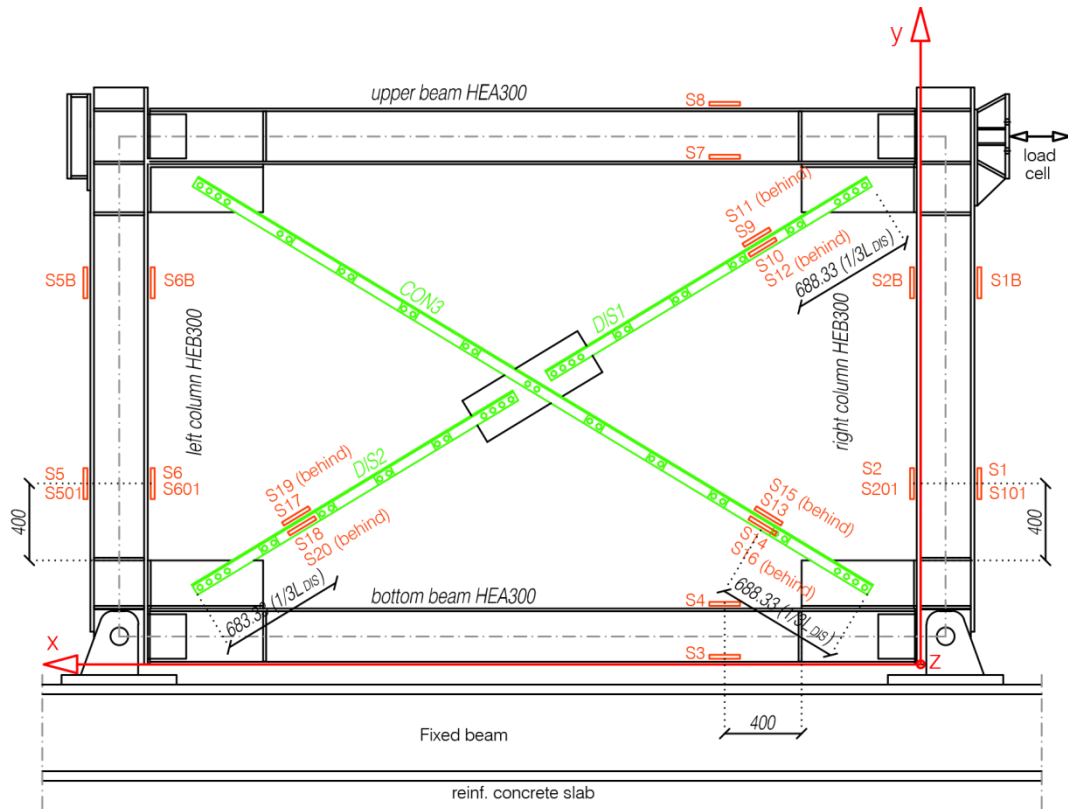 y
upper beam HEA300
S8
S7
load
cell
S11 (behind)
S9
S10
S12 (behind)
688.33 (1/3L DIS)
S5B
S6B
S2B
S1B
CON3
DIS1
left column HEB300
right column HEB300
DIS2
S5
S501
S6
S601
S2
S201
S1
S101
S19 (behind)
S17
S18
S20 (behind)
S15 (behind)
S13
S14
S16 (behind)
400
400
683.33 (1/3L DIS)
688.33 (1/3L DIS)
bottom beam HEA300
S4
S3
x
z
400
Fixed beam
reinf. concrete slab